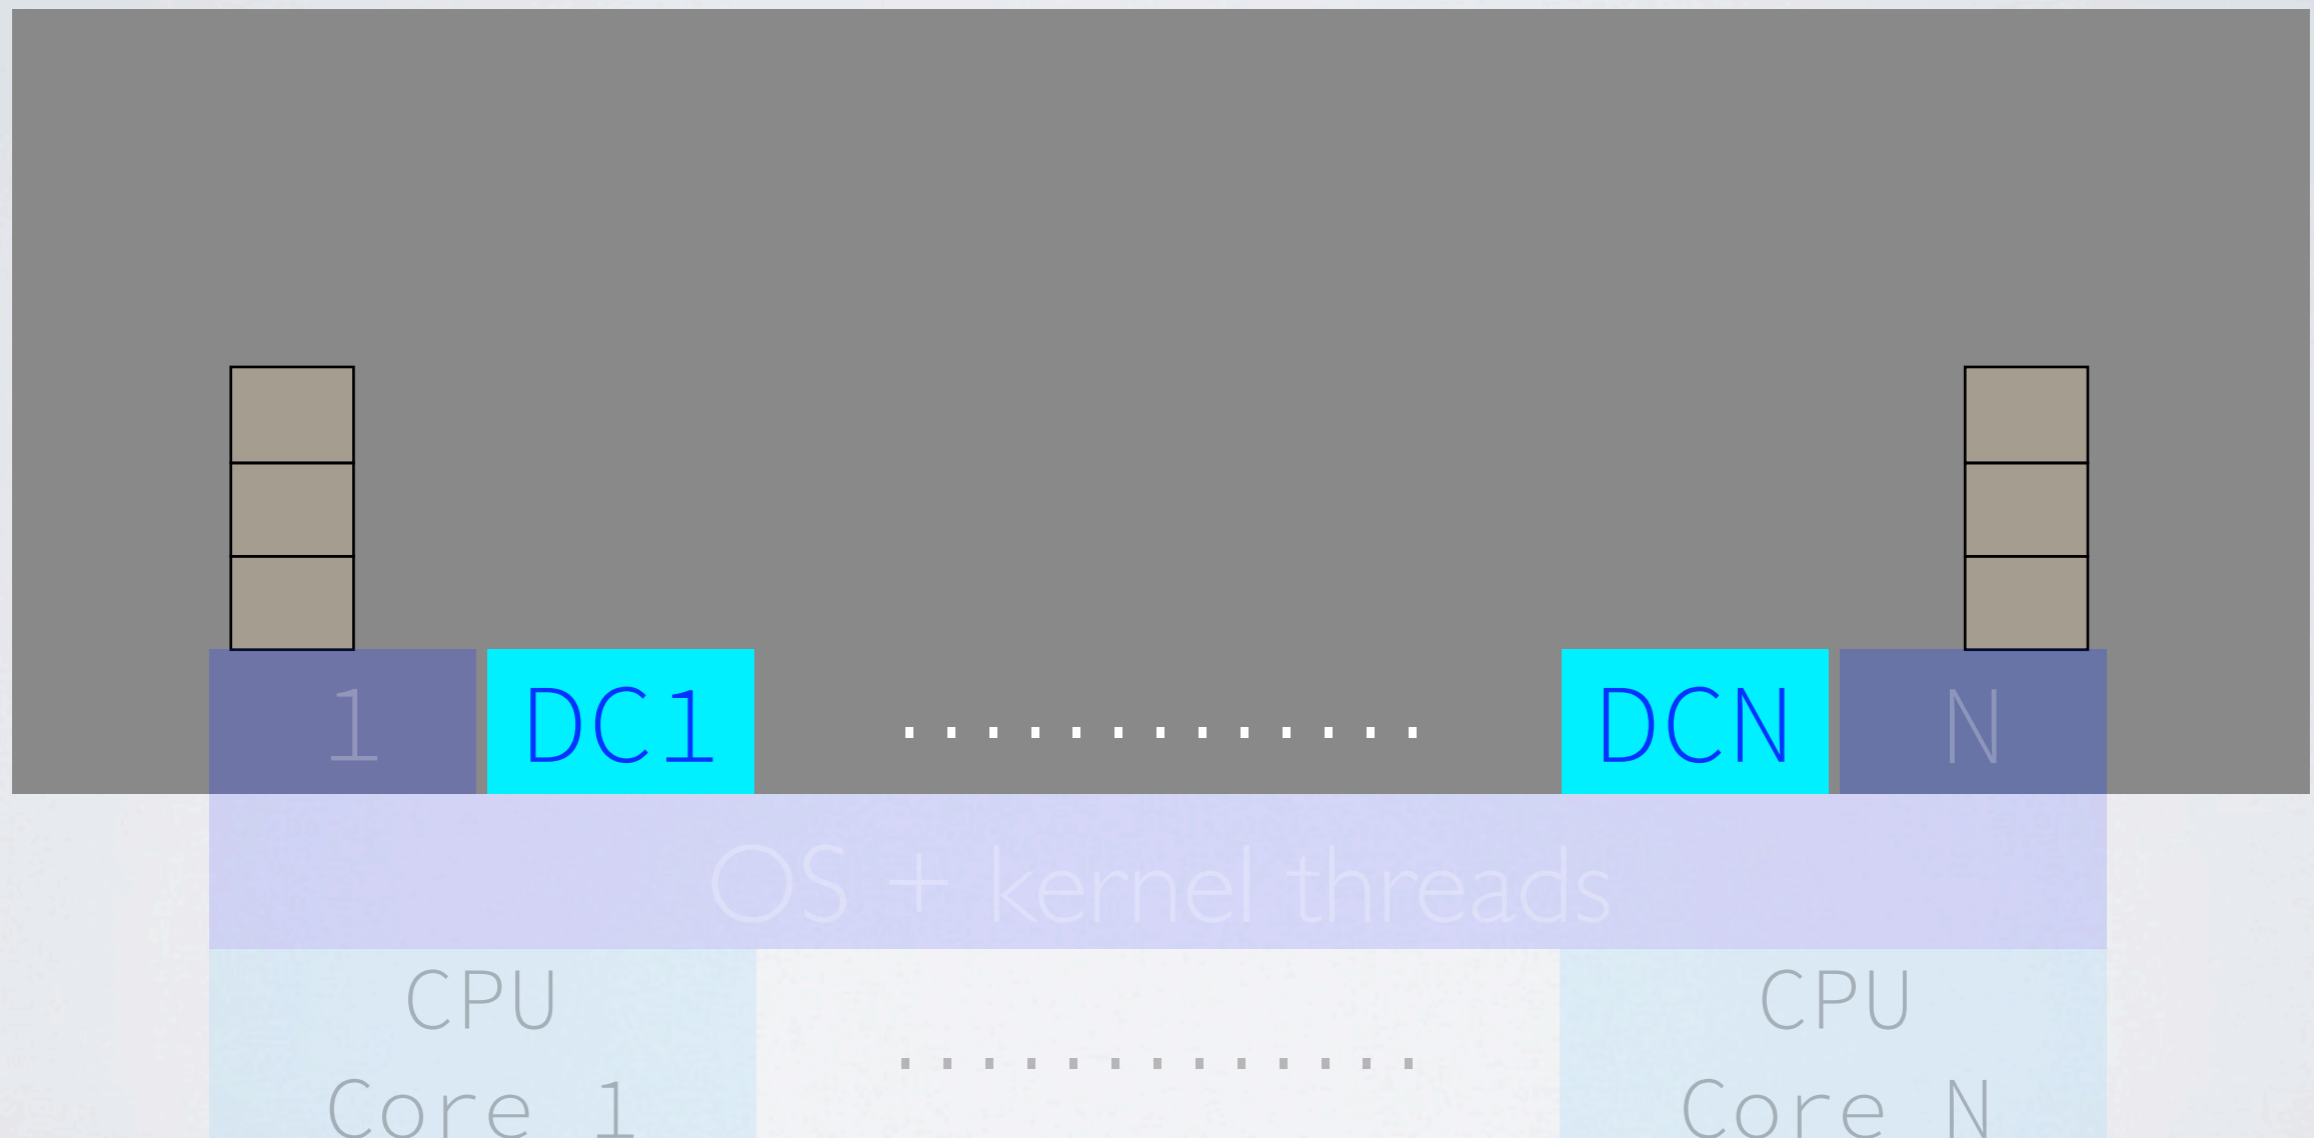 1 DC1 ............. DCN N
OS + kernel threads
CPU CPU
.............
Core 1 Core N